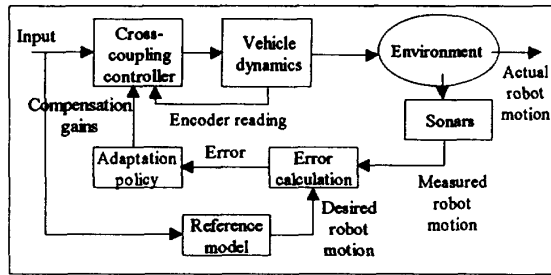 Input
Cross-
coupling
controller
Vehicle
dynamics
Environment
Actual
robot
motion
Compensation
gains
Encoder reading
Sonars
Adaptation
policy
Error
Error
calculation
Measured
robot
motion
Reference
model
Desired
robot
motion